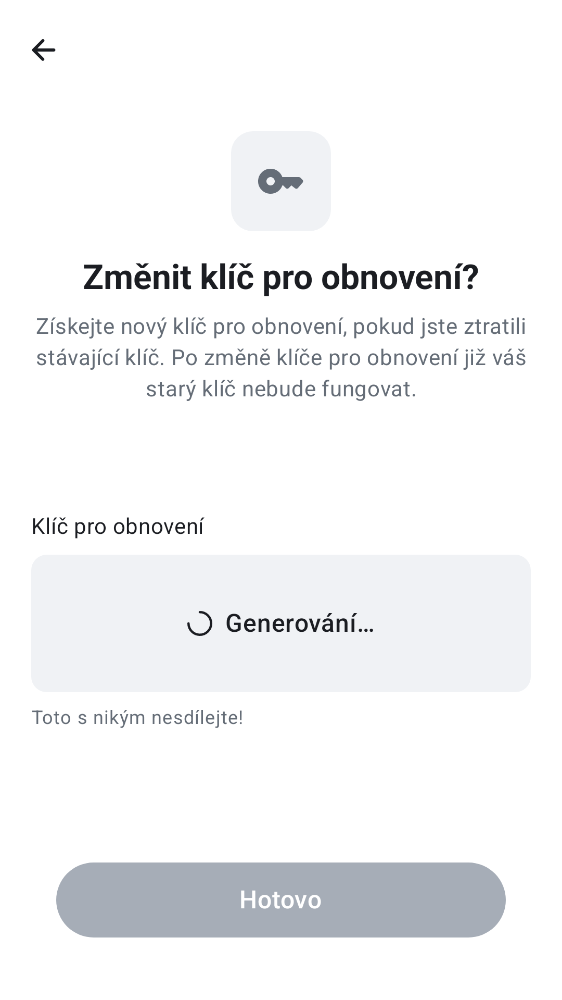 Změnit klíč pro obnovení?
Získejte nový klíč pro obnovení, pokud jste ztratili
stávající klíč. Po změně klíče pro obnovení již váš
starý klíč nebude fungovat.
Klíč pro obnovení
Generování…
Toto s nikým nesdílejte!
Hotovo